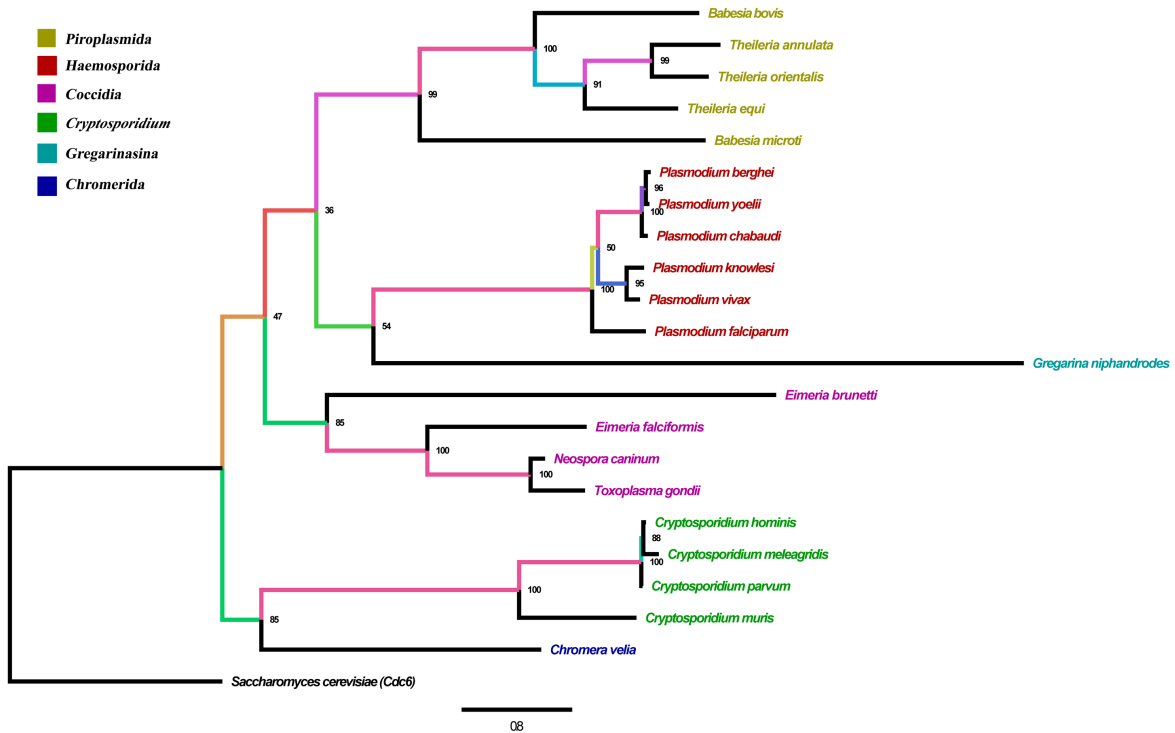 Piroplasmida
Haemosporida
Coccidia
Cryptosporidium
Gregarinasina
Chromerida
Babesia bovis
100
Theileria annulata
99
Theileria orientalis
91
99
Theileria equi
Babesia microti
Plasmodium berghei
96
Plasmodium yoelii
100
36
Plasmodium chabaudi
50
Plasmodium knowlesi
95
100
Plasmodium vivax
47
54
Plasmodium falciparum
Gregarina niphandrodes
Eimeria brunetti
85
Eimeria falciformis
100
Neospora caninum
100
Toxoplasma gondii
Cryptosporidium hominis
88
Cryptosporidium meleagridis
100
Cryptosporidium parvum
100
Cryptosporidium muris
85
Chromera velia
Saccharomyces cerevisiae (Cdc6)
0.8